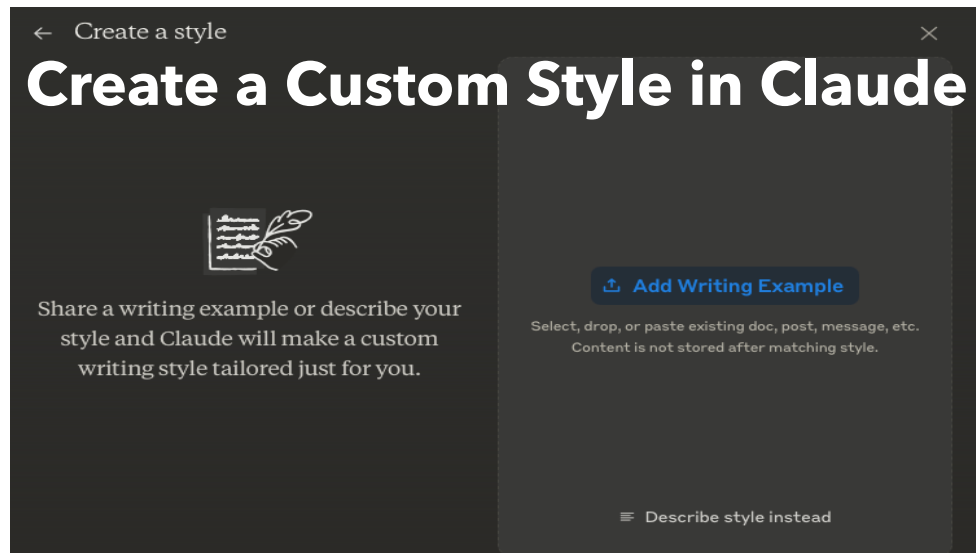 Create a style
Create a Custom Style in Claude
Share a writing example or describe your
style and Claude will make a custom
writing style tailored just for you.
Add Writing Example
Select, drop, or paste existing doc, post, message, etc.
Content is not stored after matching style.
Describe style instead